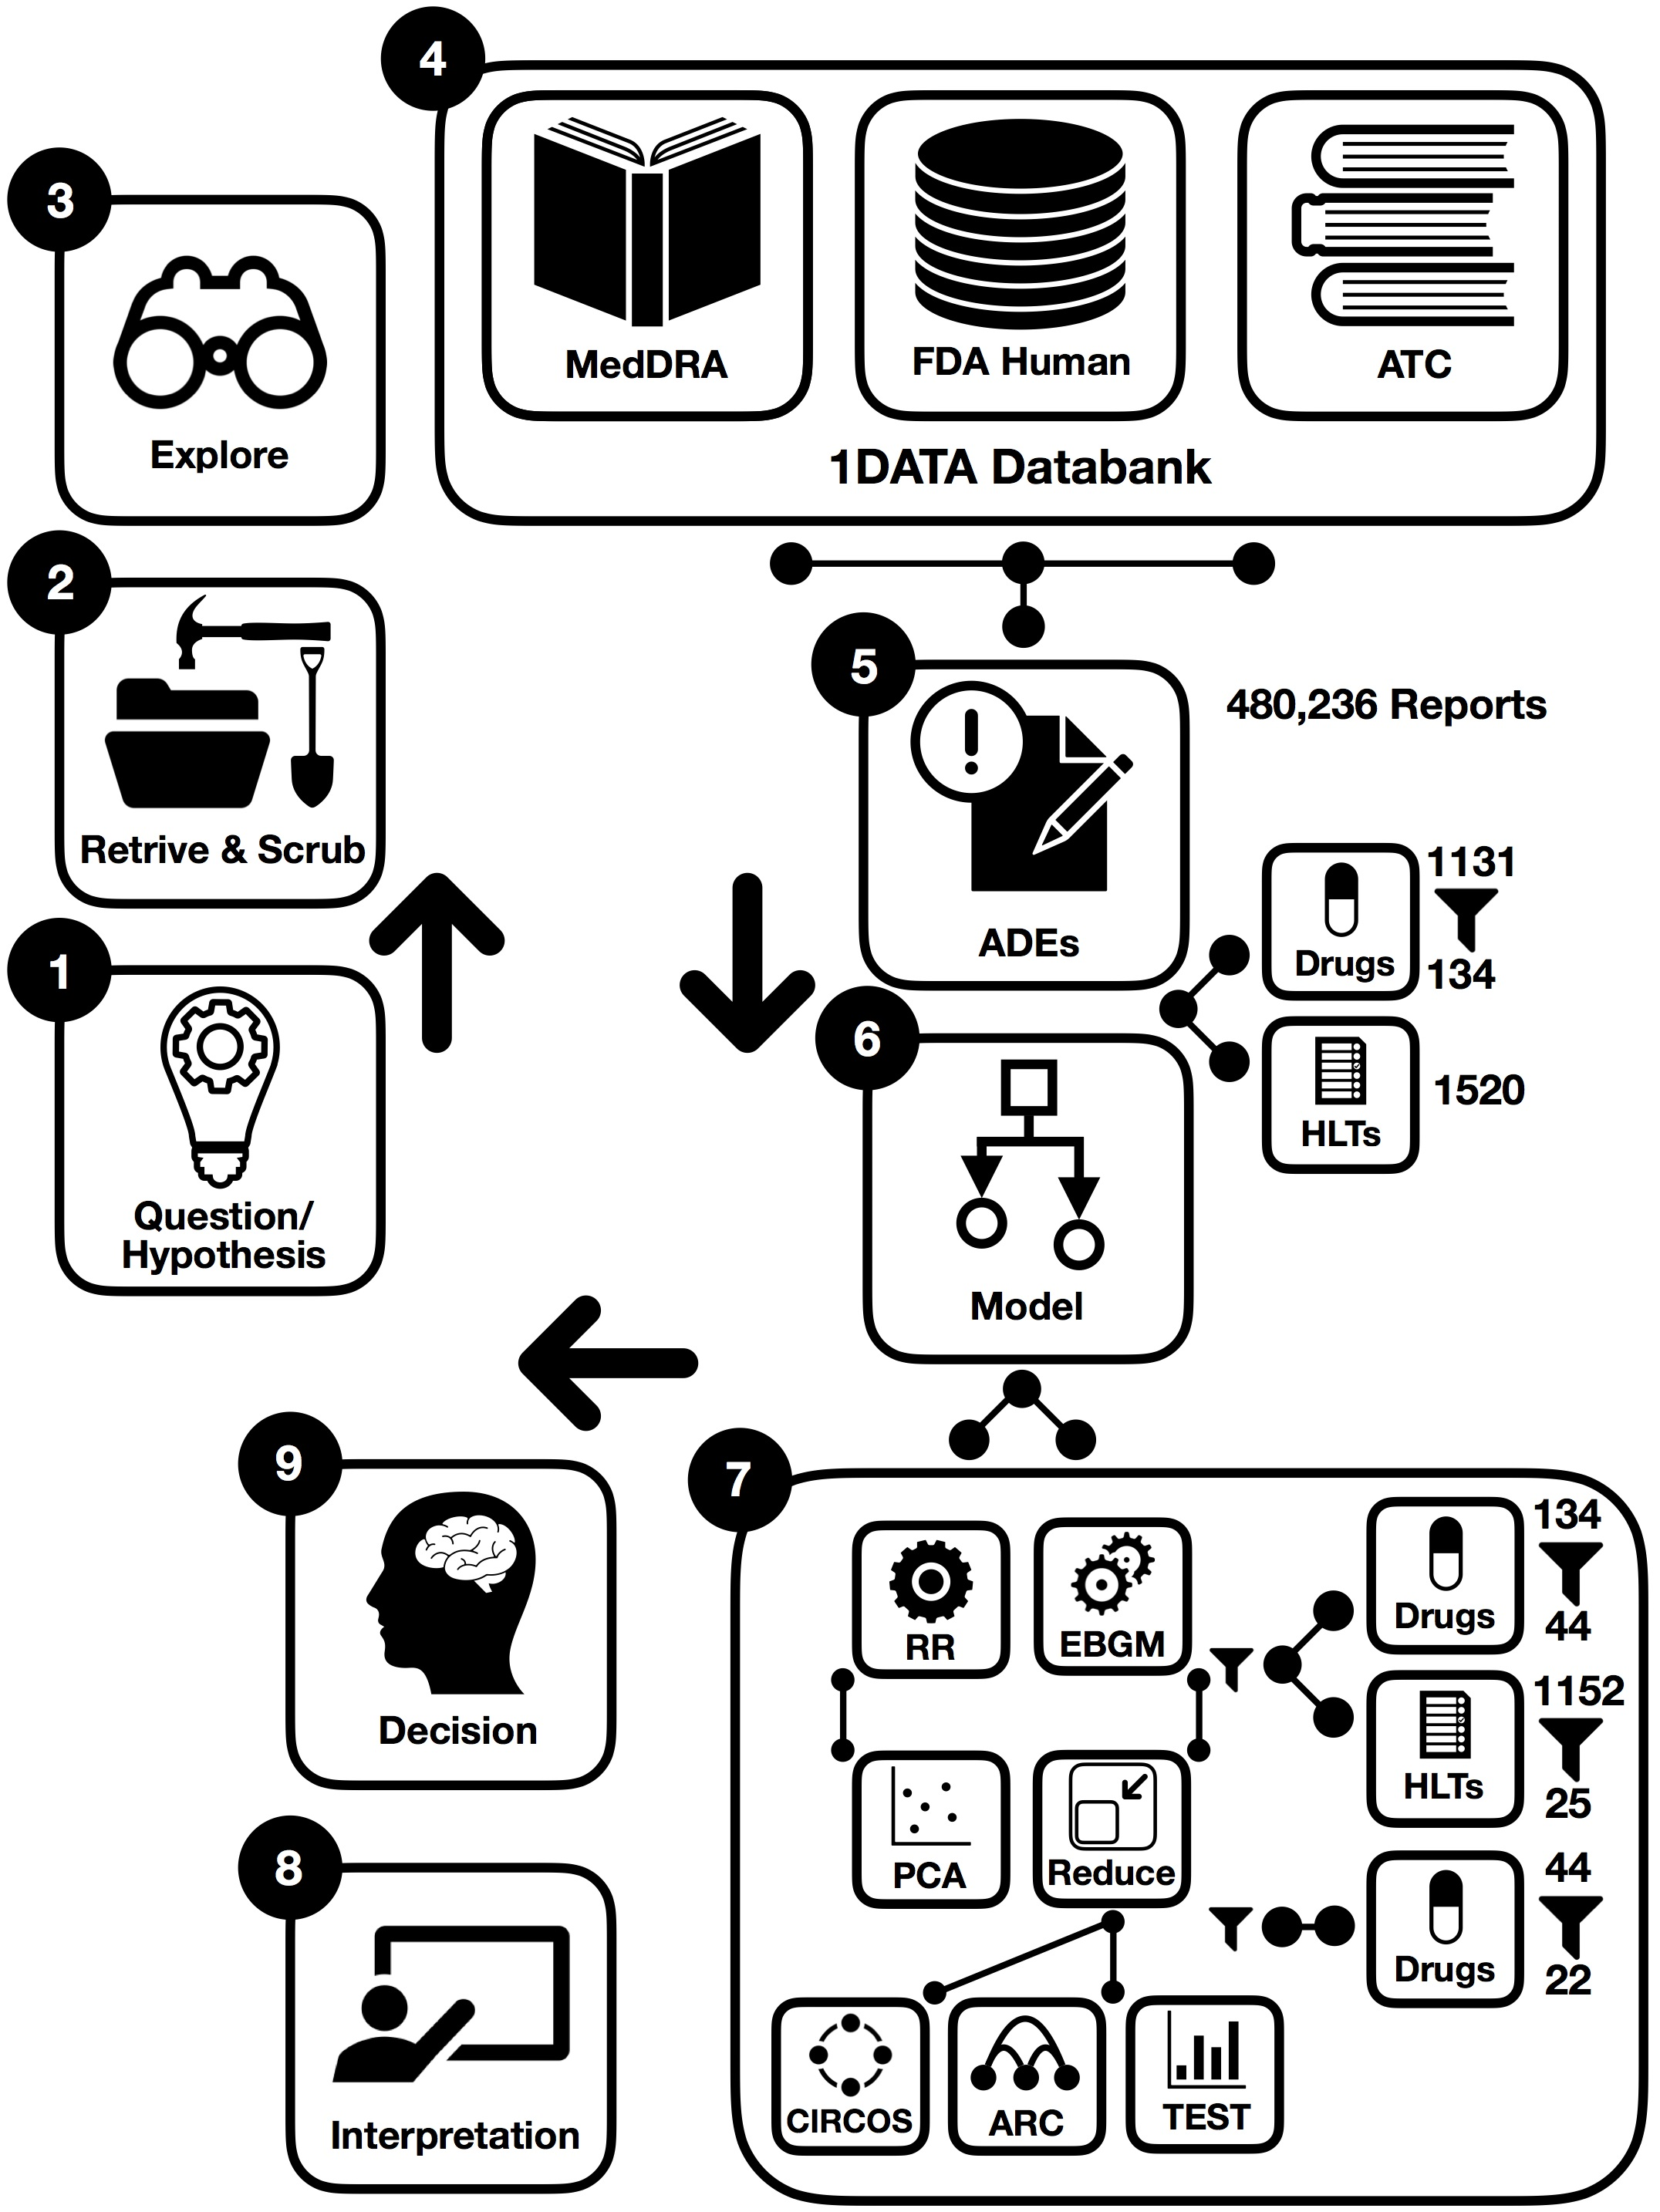 4
MedDRA
FDA Human
ATC
1DATA Databank
3
Explore
2
Retrive & Scrub
1
Question/
Hypothesis
5
ADEs
480,236 Reports
Drugs
1131
134
HLTs
1520
6
Model
7
RR
EBGM
PCA
Reduce
CIRCOS
ARC
TEST
Drugs
134
44
HLTs
1152
25
Drugs
44
22
9
Decision
8
Interpretation